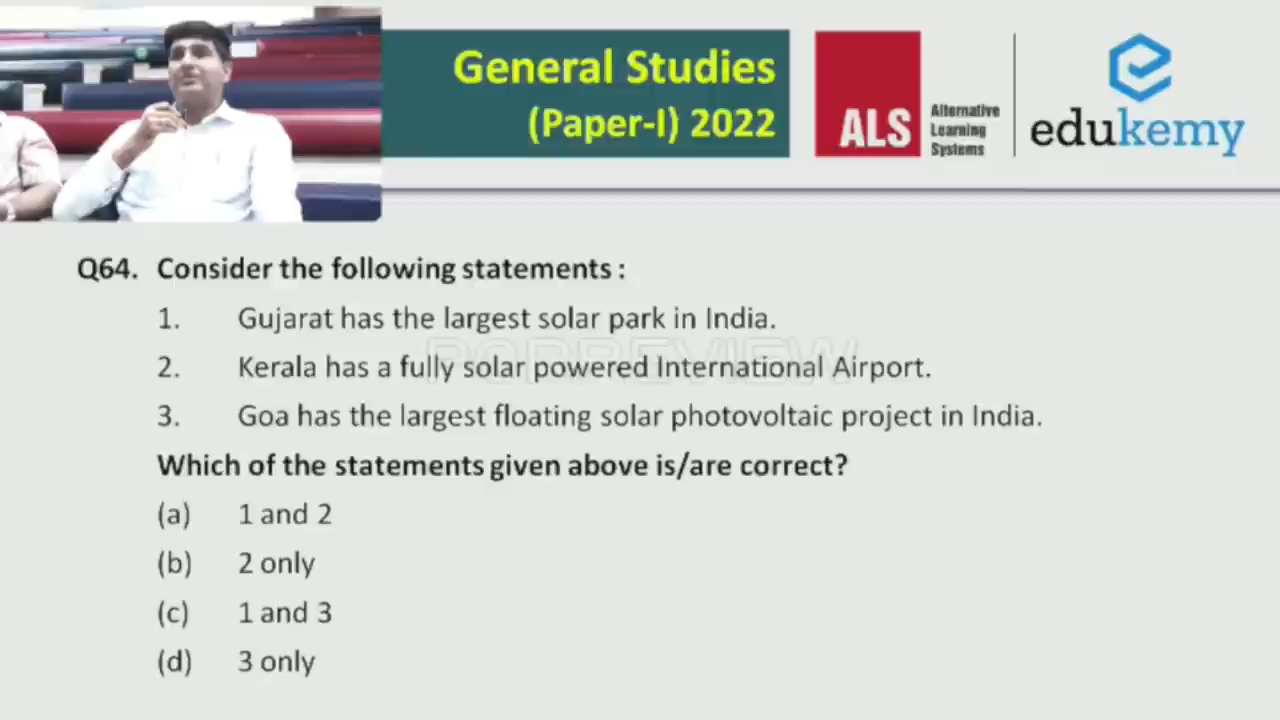 General Studies
(Paper-I) 2022
ALS
Alternative
Learning
Systems
edukemy
Q64. Consider the following statements :
1. Gujarat has the largest solar park in India.
2. Kerala has a fully solar powered International Airport.
3. Goa has the largest floating solar photovoltaic project in India.
PCPREVIEW
Which of the statements given above is/are correct?
(a) 1 and 2
(b) 2 only
(c) 1 and 3
(d) 3 only